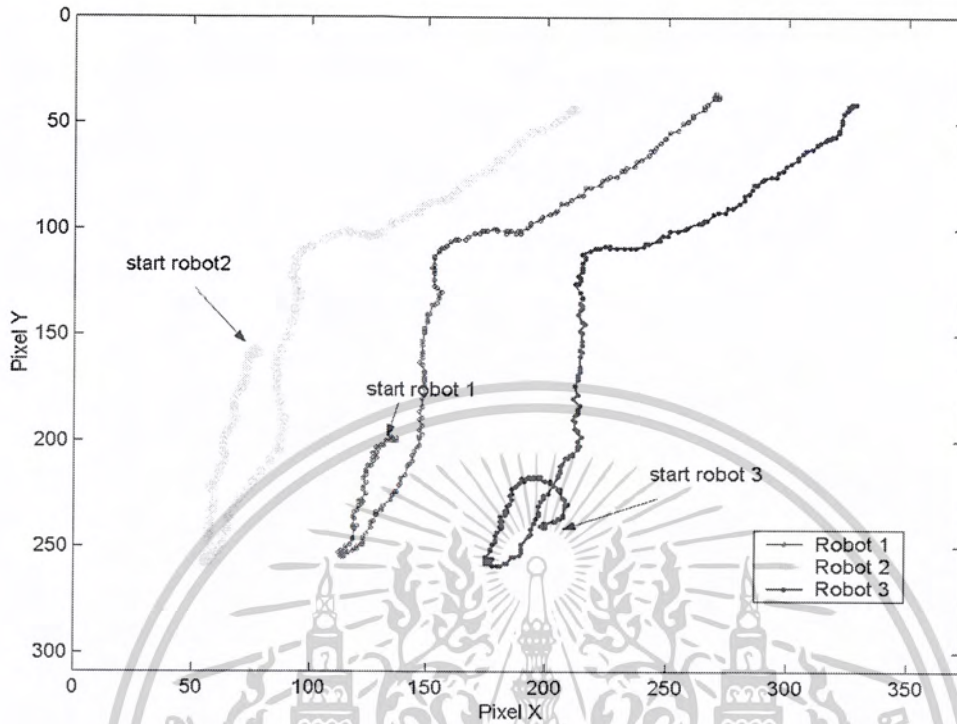 0
50
100
150
200
250
300
Pixel Y
start robot2
start robot 1
start robot 3
Robot 1
Robot 2
Robot 3
0
50
100
150
200
250
300
350
Pixel X